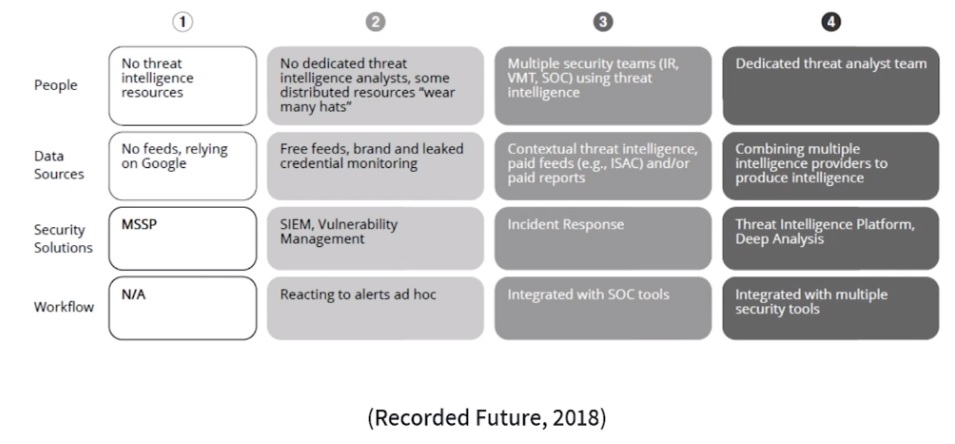 1 2 3 4
People
No threat
intelligence
resources
No dedicated threat
intelligence analysts, some
distributed resources “wear
many hats“
Multiple security teams (IR,
VMT, SOC) using threat
intelligence
Dedicated threat analyst team
Data
Sources
No feeds, relying
on Google
Free feeds, brand and leaked
credential monitoring
Contextual threat intelligence,
paid feeds (e.g., ISAC) and/or
paid reports
Combining multiple
intelligence providers to
produce intelligence
Security
Solutions
MSSP
SIEM, Vulnerability
Management
Incident Response
Threat Intelligence Platform,
Deep Analysis
Workflow
N/A
Reacting to alerts ad hoc
Integrated with SOC tools
Integrated with multiple
security tools
(Recorded Future, 2018)